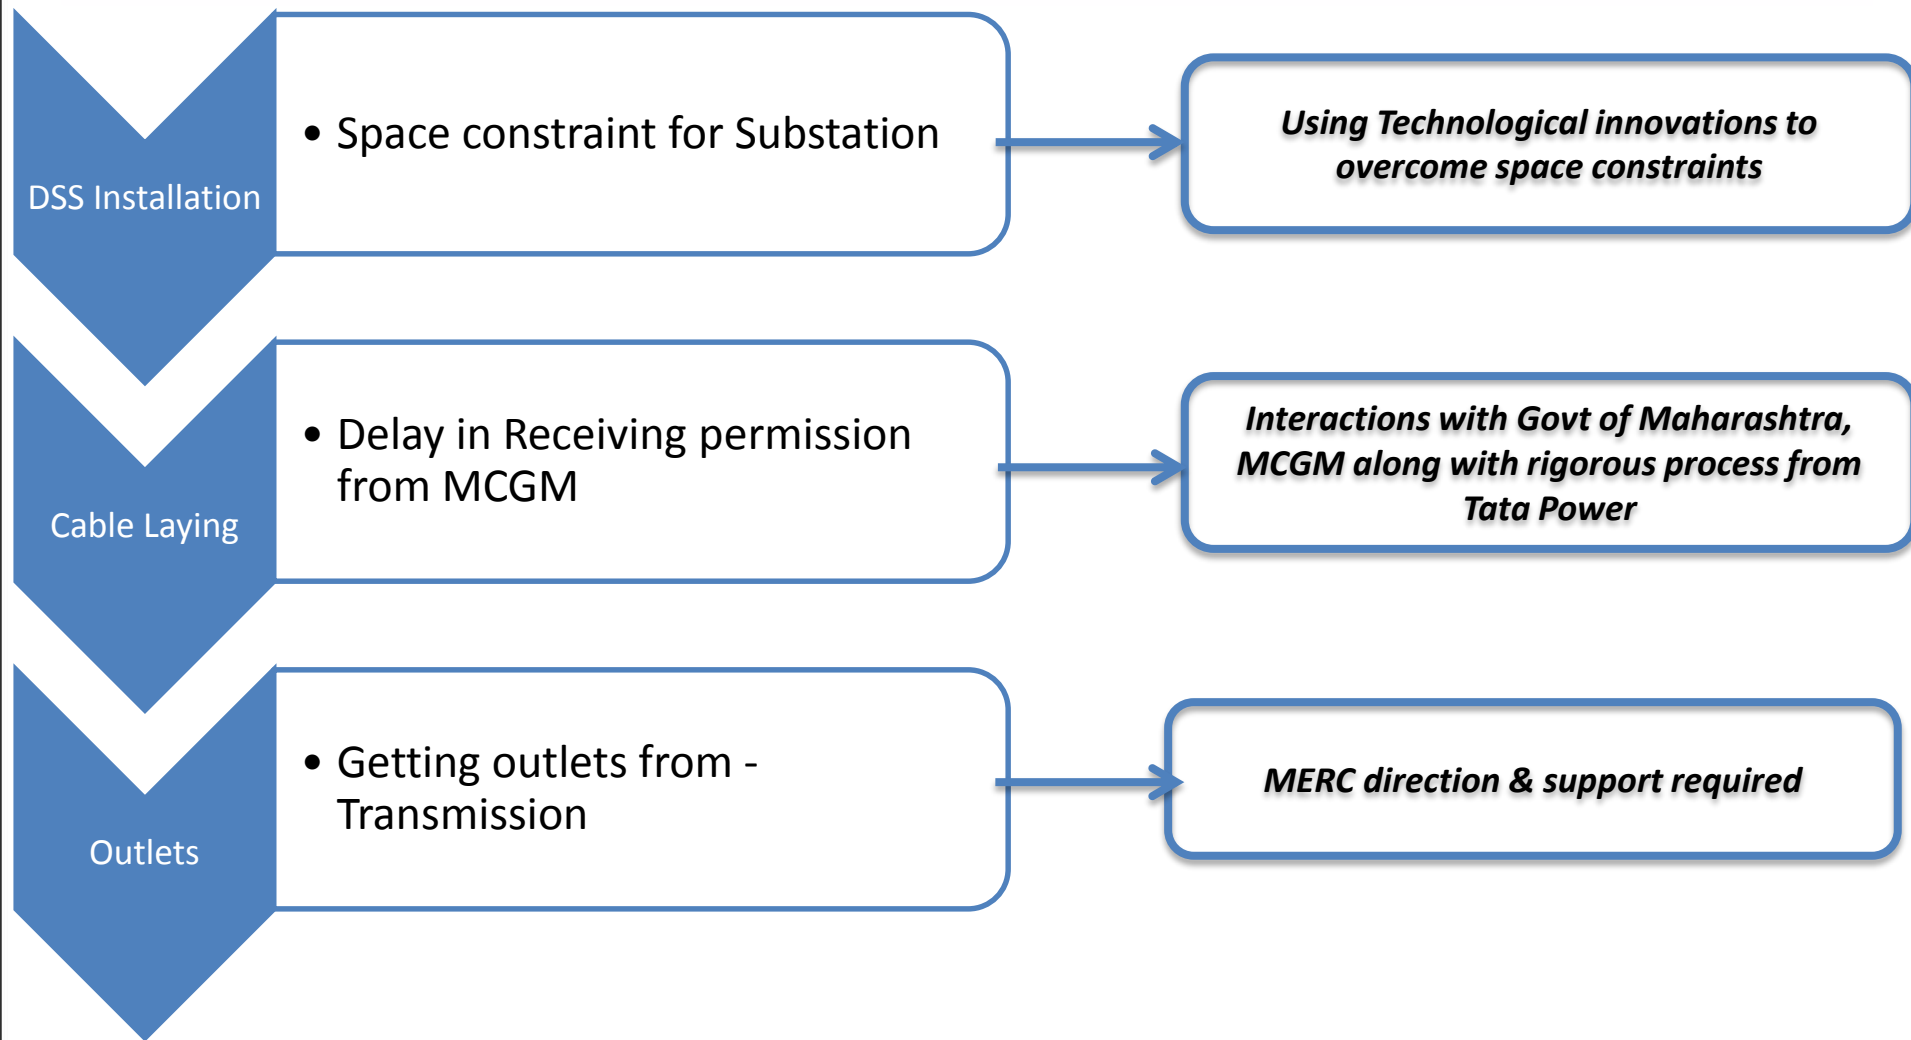 DSS Installation
• Space constraint for Substation
Using Technological innovations to
overcome space constraints
Cable Laying
• Delay in Receiving permission
from MCGM
Interactions with Govt of Maharashtra,
MCGM along with rigorous process from
Tata Power
Outlets
• Getting outlets from -
Transmission
MERC direction & support required